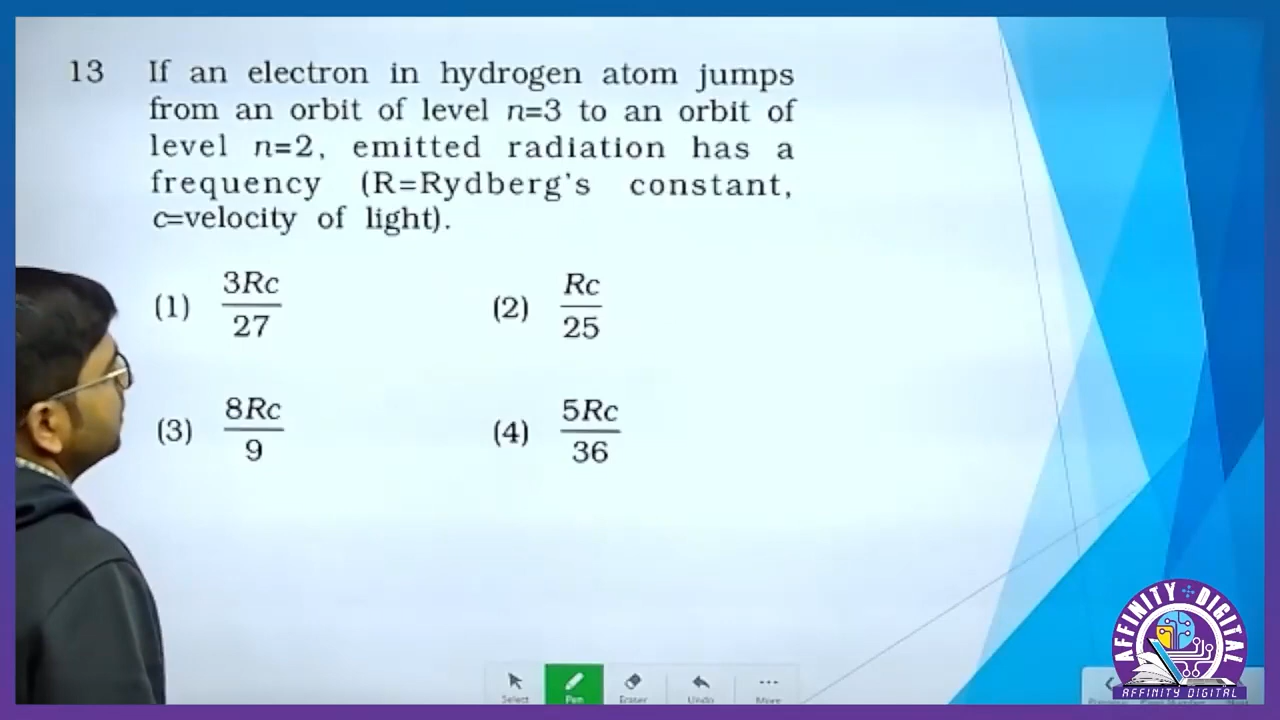 13 If an electron in hydrogen atom jumps
from an orbit of level n=3 to an orbit of
level n=2, emitted radiation has a
frequency (R=Rydberg's constant,
c=velocity of light).
(1) 3Rc/27 (2) Rc/25
(3) 8Rc/9 (4) 5Rc/36
Select Pen Eraser Undo More
AFFINITY DIGITAL
AFFINITY DIGITAL